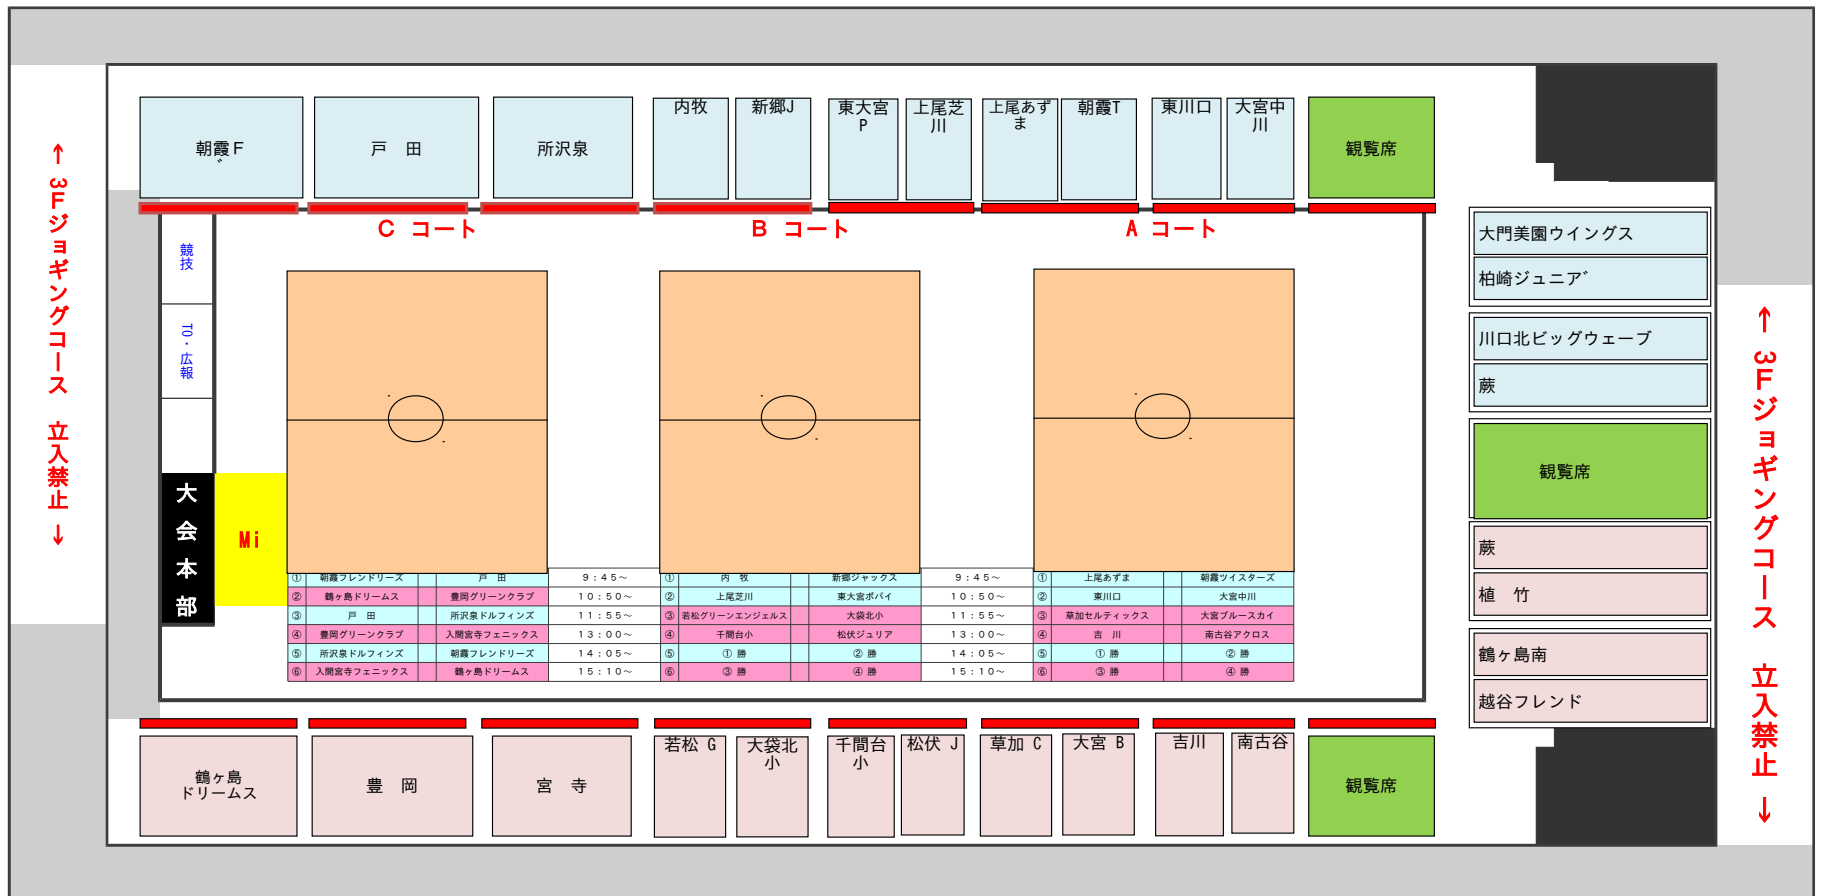 朝霞F
戸　田
所沢泉
内牧
新郷J
東大宮
P
上尾芝
川
上尾あず
ま
朝霞T
東川口
大宮中
川
観覧席
C コート
B コート
A コート
↑ 3Fジョギングコース　立入禁止 ↓
競技
TO・広報
大会本部
Mi
① 朝霞フレンドリーズ 戸　田 9：45～ ① 内　牧 新郷ジャックス 9：45～ ① 上尾あずま 朝霞ツイスターズ
② 鶴ヶ島ドリームス 豊岡グリーンクラブ 10：50～ ② 上尾芝川 東大宮ポパイ 10：50～ ② 東川口 大宮中川
③ 戸　田 所沢泉ドルフィンズ 11：55～ ③ 若松グリーンエンジェルス 大袋北小 11：55～ ③ 草加セルティックス 大宮ブルースカイ
④ 豊岡グリーンクラブ 入間宮寺フェニックス 13：00～ ④ 千間台小 松伏ジュリア 13：00～ ④ 吉　川 南古谷アクロス
⑤ 所沢泉ドルフィンズ 朝霞フレンドリーズ 14：05～ ⑤ ① 勝 ② 勝 14：05～ ⑤ ① 勝 ② 勝
⑥ 入間宮寺フェニックス 鶴ヶ島ドリームス 15：10～ ⑥ ③ 勝 ④ 勝 15：10～ ⑥ ③ 勝 ④ 勝
大門美園ウイングス
柏崎ジュニア
川口北ビッグウェーブ
蕨
観覧席
蕨
植　竹
鶴ヶ島南
越谷フレンド
↑ 3Fジョギングコース　立入禁止 ↓
鶴ヶ島
ドリームス
豊　岡
宮　寺
若松 G
大袋北
小
千間台
小
松伏 J
草加 C
大宮 B
吉川
南古谷
観覧席